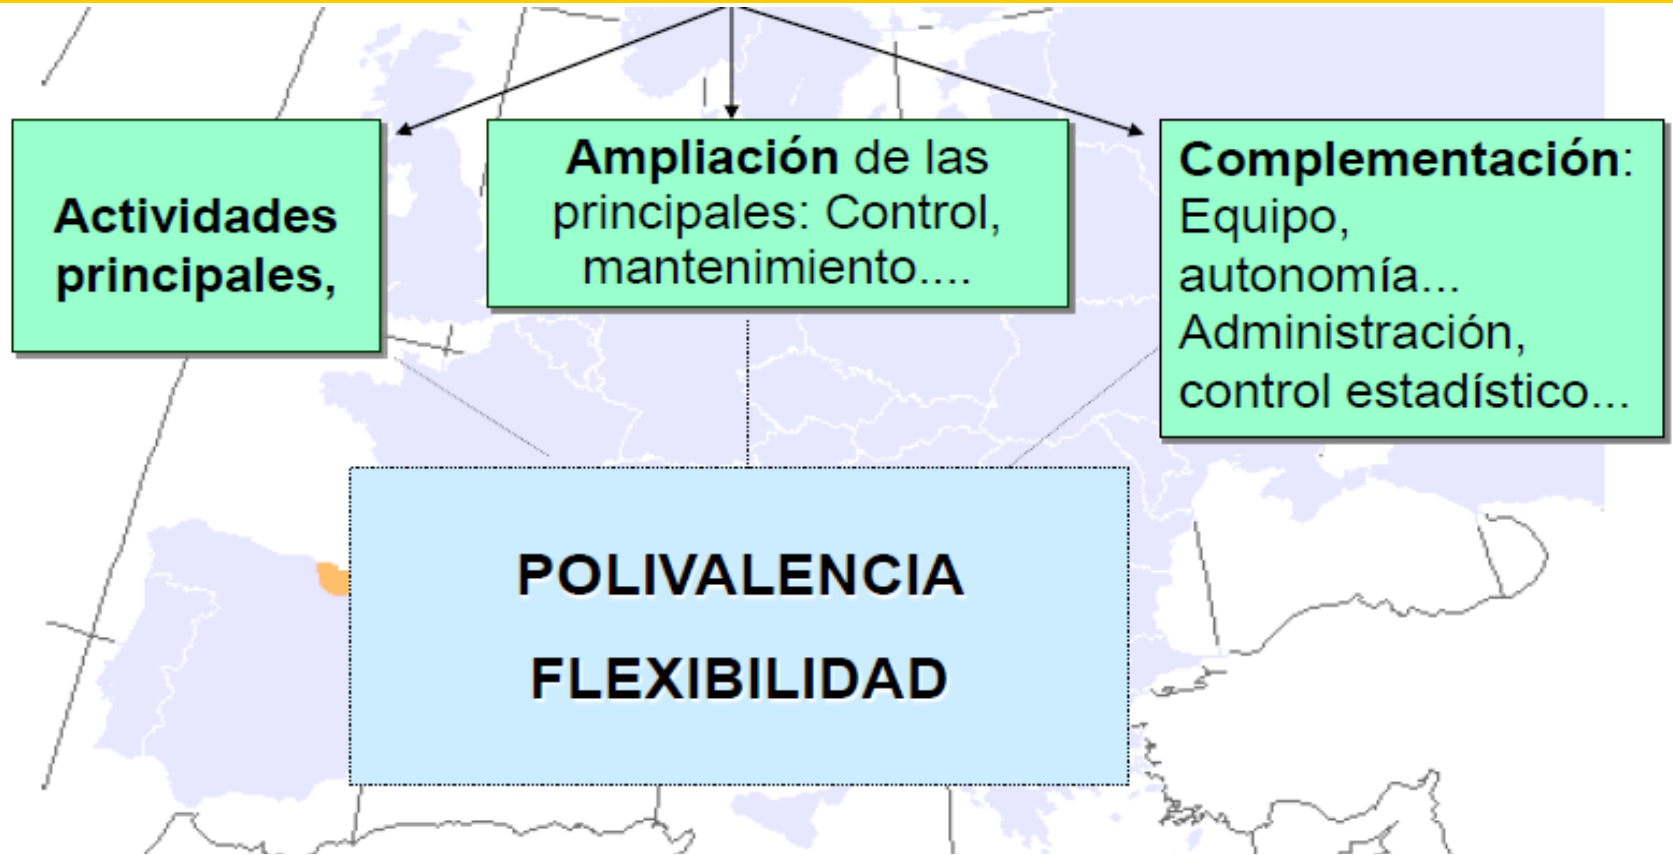 Actividades
principales,
Ampliación de las
principales: Control,
mantenimiento....
Complementación:
Equipo,
autonomía...
Administración,
control estadístico...
POLIVALENCIA
FLEXIBILIDAD